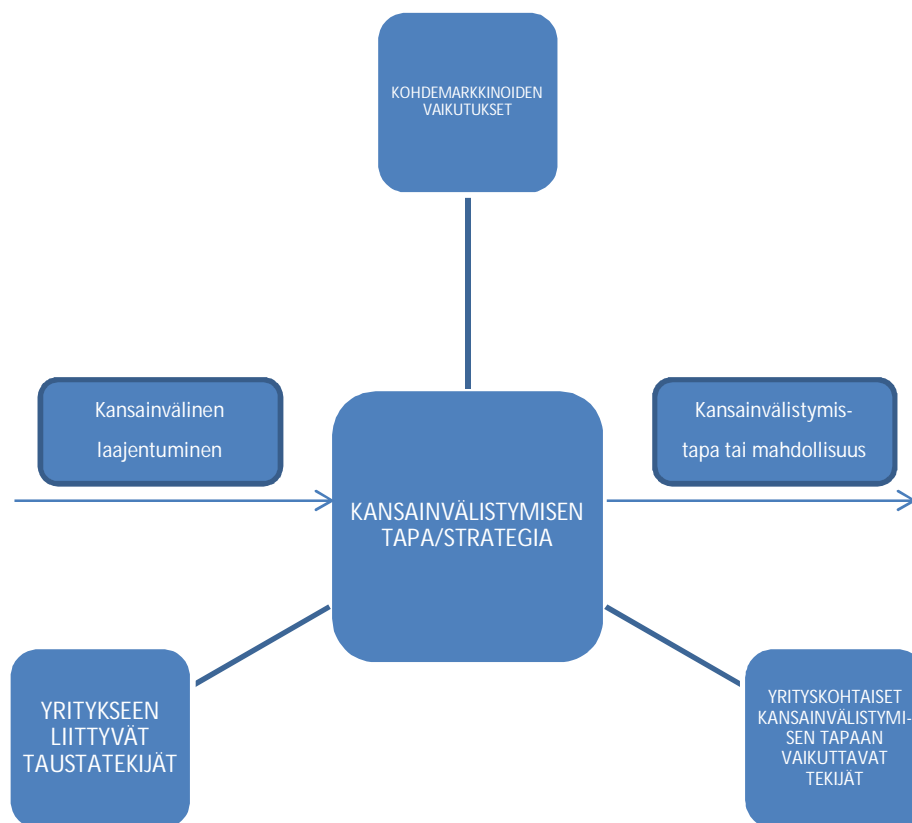 KOHDEMARKKINOIDEN
VAIKUTUKSET
Kansainvälinen
laajentuminen
Kansainvälistymis-
tapa tai mahdollisuus
KANSAINVÄLISTYMISEN
TAPA/STRATEGIA
YRITYKSEEN
LIITTYVÄT
TAUSTATEKIJÄT
YRITYSKOHTAISET
KANSAINVÄLISTYMI-
SEN TAPAAN
VAIKUTTAVAT
TEKIJÄT